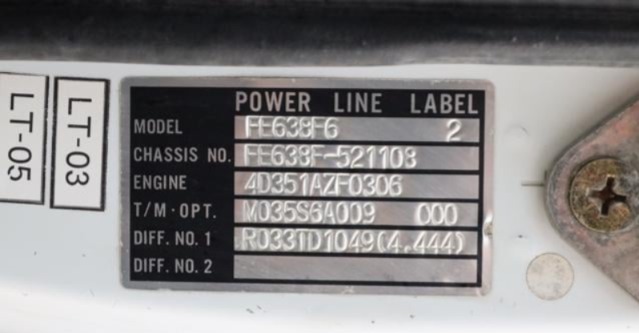 POWER LINE LABEL
MODEL FE638F6 2
CHASSIS NO. FE638F-521108
ENGINE 4D351AZF0306
T/M·OPT. M035S6A009 000
DIFF. NO. 1 R033TD1049(4.444)
DIFF. NO. 2
LT-03
LT-05